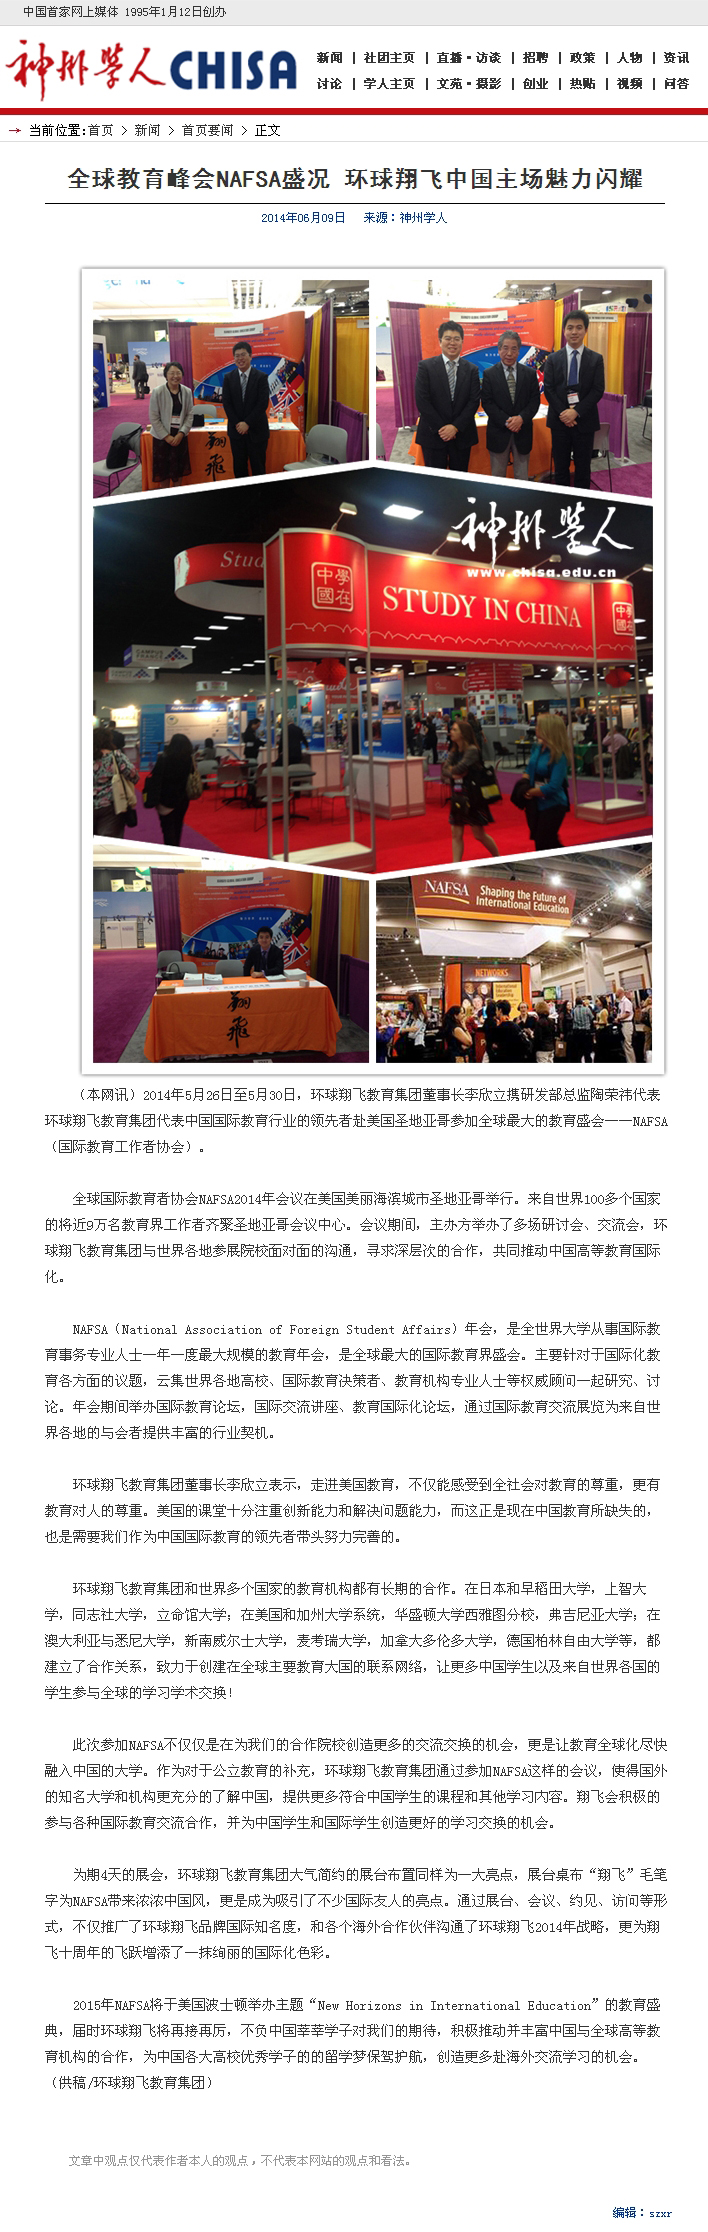 中国首家网上媒体 1995年1月12日创办
神州学人 CHISA
新闻 | 社团主页 | 直播·访谈 | 招聘 | 政策 | 人物 | 资讯
讨论 | 学人主页 | 文苑·摄影 | 创业 | 热贴 | 视频 | 问答
→ 当前位置:首页 > 新闻 > 首页要闻 > 正文
全球教育峰会NAFSA盛况 环球翔飞中国主场魅力闪耀
2014年06月09日 来源：神州学人
翔飛
神州学人
www.chisa.edu.cn
Stud
中學國在
STUDY IN CHINA
中學國在
CAMPUS FRANCE
翔飛
NAFSA Shaping the Future of
International Education
NETWORKS
（本网讯）2014年5月26日至5月30日，环球翔飞教育集团董事长李欣立携研发部总监陶荣祎代表
环球翔飞教育集团代表中国国际教育行业的领先者赴美国圣地亚哥参加全球最大的教育盛会——NAFSA
（国际教育工作者协会）。
全球国际教育者协会NAFSA2014年会议在美国美丽海滨城市圣地亚哥举行。来自世界100多个国家
的将近9万名教育界工作者齐聚圣地亚哥会议中心。会议期间，主办方举办了多场研讨会、交流会，环
球翔飞教育集团与世界各地参展院校面对面的沟通，寻求深层次的合作，共同推动中国高等教育国际
化。
NAFSA（National Association of Foreign Student Affairs）年会，是全世界大学从事国际教
育事务专业人士一年一度最大规模的教育年会，是全球最大的国际教育界盛会。主要针对于国际化教
育各方面的议题，云集世界各地高校、国际教育决策者、教育机构专业人士等权威顾问一起研究、讨
论。年会期间举办国际教育论坛，国际交流讲座、教育国际化论坛，通过国际教育交流展览为来自世
界各地的与会者提供丰富的行业契机。
环球翔飞教育集团董事长李欣立表示，走进美国教育，不仅能感受到全社会对教育的尊重，更有
教育对人的尊重。美国的课堂十分注重创新能力和解决问题能力，而这正是现在中国教育所缺失的，
也是需要我们作为中国国际教育的领先者带头努力完善的。
环球翔飞教育集团和世界多个国家的教育机构都有长期的合作。在日本和早稻田大学，上智大
学，同志社大学，立命馆大学；在美国和加州大学系统，华盛顿大学西雅图分校，弗吉尼亚大学；在
澳大利亚与悉尼大学，新南威尔士大学，麦考瑞大学，加拿大多伦多大学，德国柏林自由大学等，都
建立了合作关系，致力于创建在全球主要教育大国的联系网络，让更多中国学生以及来自世界各国的
学生参与全球的学习学术交换！
此次参加NAFSA不仅仅是在为我们的合作院校创造更多的交流交换的机会，更是让教育全球化尽快
融入中国的大学。作为对于公立教育的补充，环球翔飞教育集团通过参加NAFSA这样的会议，使得国外
的知名大学和机构更充分的了解中国，提供更多符合中国学生的课程和其他学习内容。翔飞会积极的
参与各种国际教育交流合作，并为中国学生和国际学生创造更好的学习交换的机会。
为期4天的展会，环球翔飞教育集团大气简约的展台布置同样为一大亮点，展台桌布“翔飞”毛笔
字为NAFSA带来浓浓中国风，更是成为吸引了不少国际友人的亮点。通过展台、会议、约见、访问等形
式，不仅推广了环球翔飞品牌国际知名度，和各个海外合作伙伴沟通了环球翔飞2014年战略，更为翔
飞十周年的飞跃增添了一抹绚丽的国际化色彩。
2015年NAFSA将于美国波士顿举办主题“New Horizons in International Education”的教育盛
典，届时环球翔飞将再接再厉，不负中国莘莘学子对我们的期待，积极推动并丰富中国与全球高等教
育机构的合作，为中国各大高校优秀学子的的留学梦保驾护航，创造更多赴海外交流学习的机会。
（供稿/环球翔飞教育集团）
文章中观点仅代表作者本人的观点，不代表本网站的观点和看法。
编辑：szxr